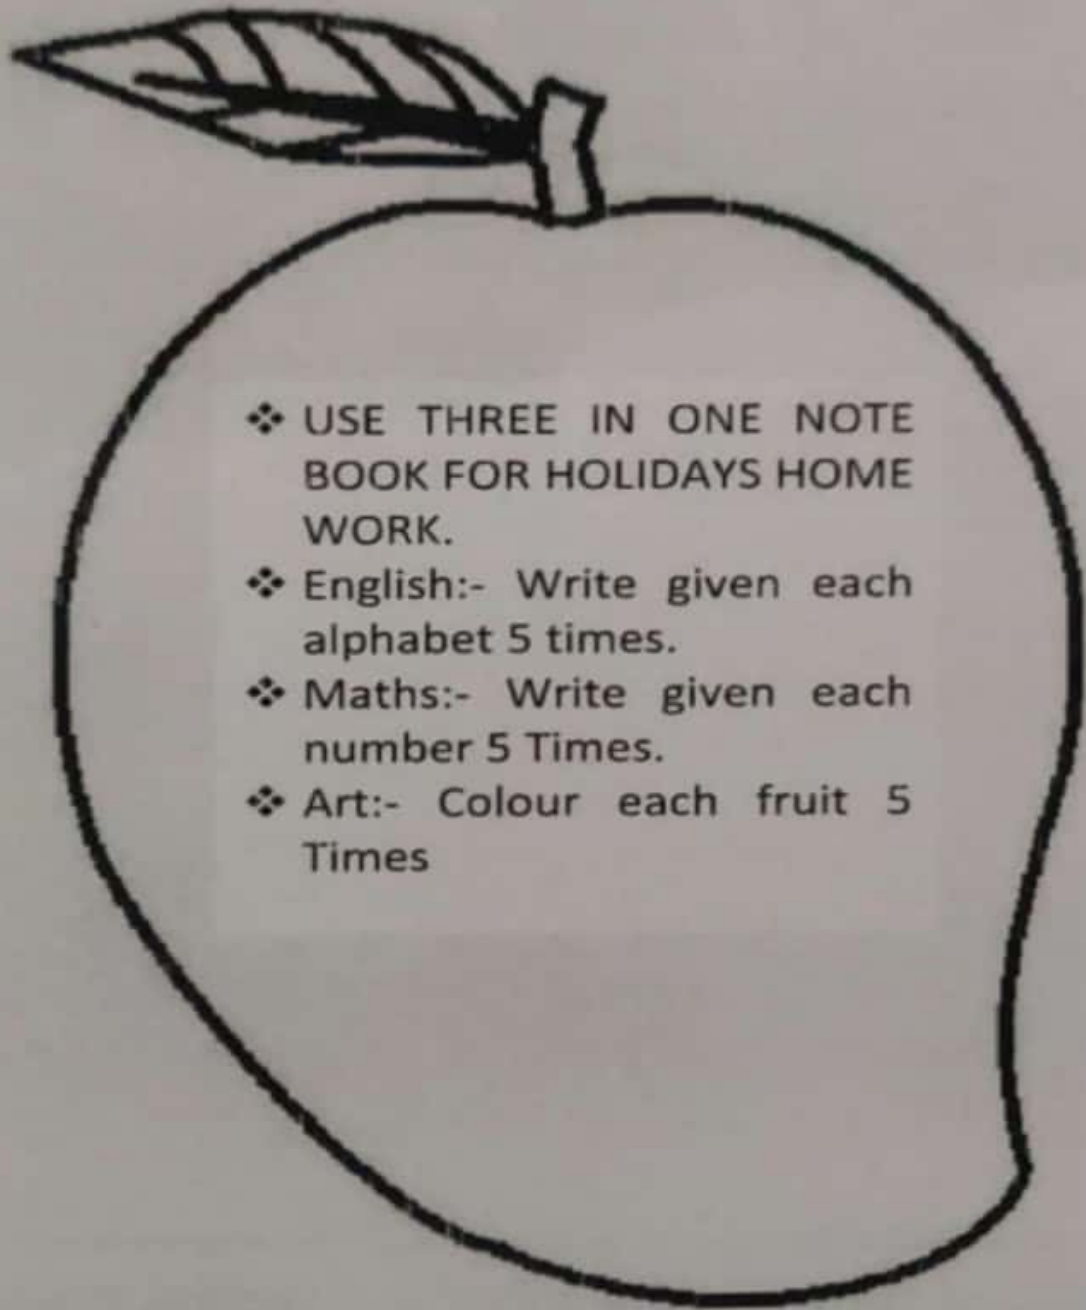 ❖ USE THREE IN ONE NOTE
BOOK FOR HOLIDAYS HOME
WORK.
❖ English:- Write given each
alphabet 5 times.
❖ Maths:- Write given each
number 5 Times.
❖ Art:- Colour each fruit 5
Times